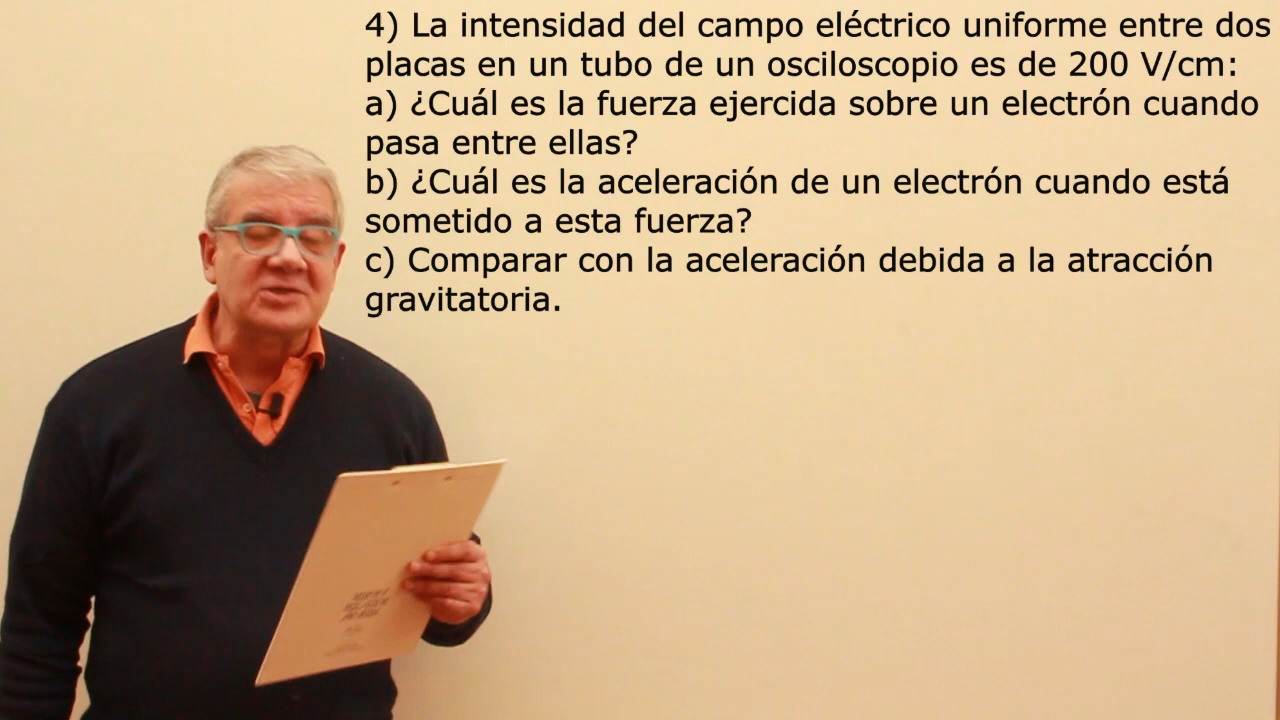 4) La intensidad del campo eléctrico uniforme entre dos
placas en un tubo de un osciloscopio es de 200 V/cm:
a) ¿Cuál es la fuerza ejercida sobre un electrón cuando
pasa entre ellas?
b) ¿Cuál es la aceleración de un electrón cuando está
sometido a esta fuerza?
c) Comparar con la aceleración debida a la atracción
gravitatoria.